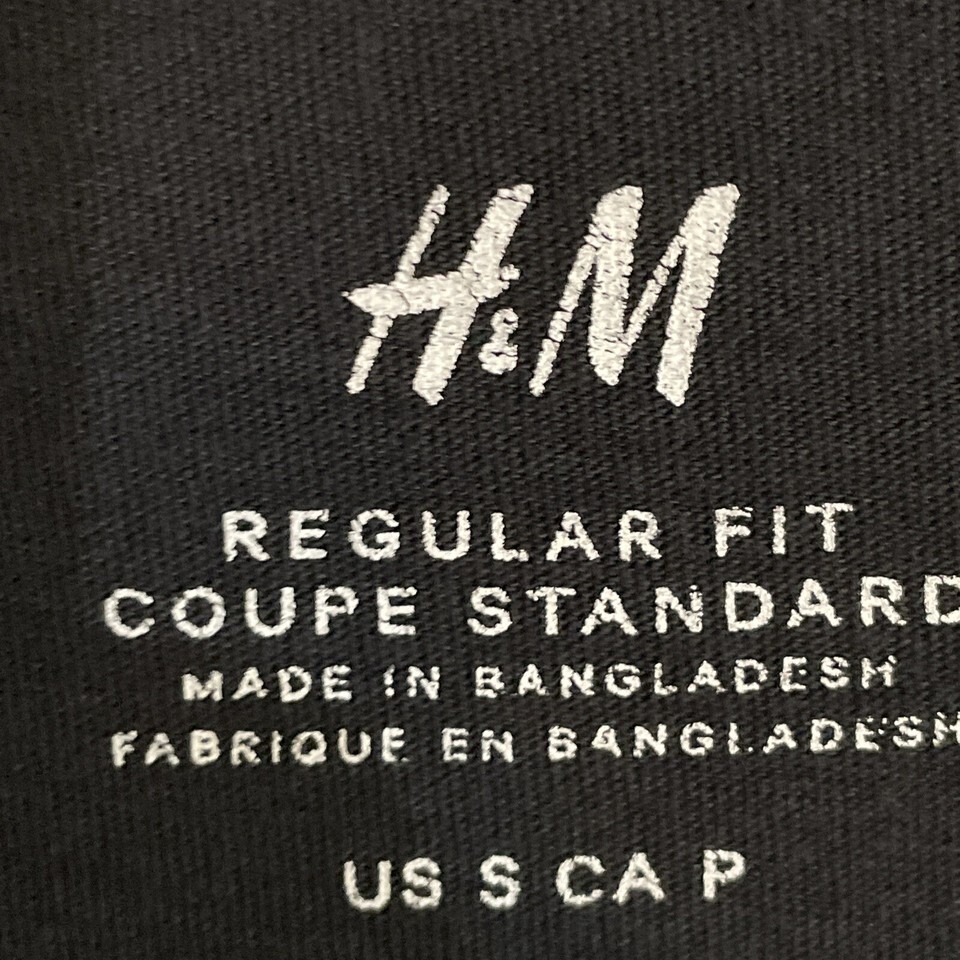 H&M
REGULAR FIT
COUPE STANDARD
MADE IN BANGLADESH
FABRIQUE EN BANGLADESH
US S CA P